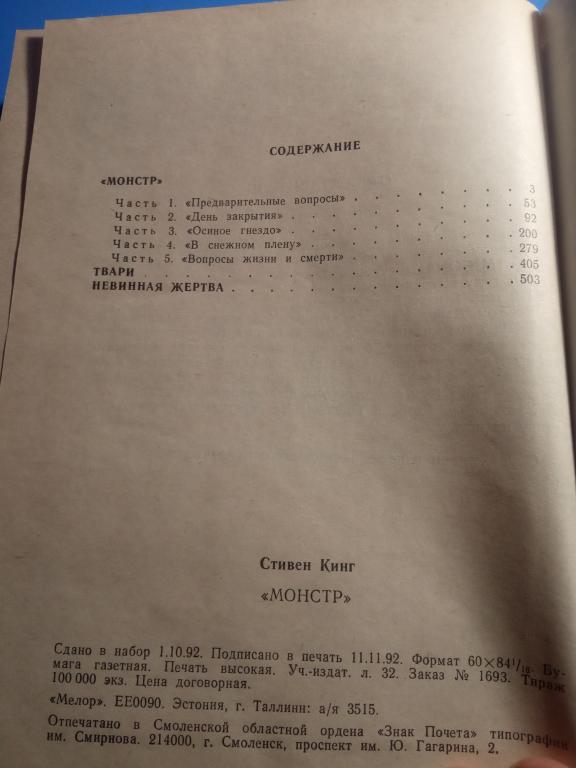 СОДЕРЖАНИЕ
«МОНСТР»
Часть 1. «Предварительные вопросы» . . . . . . . 3
Часть 2. «День закрытия» . . . . . . . . . . 53
Часть 3. «Осиное гнездо» . . . . . . . . . . 92
Часть 4. «В снежном плену» . . . . . . . . . 200
Часть 5. «Вопросы жизни и смерти» . . . . . . . 279
ТВАРИ . . . . . . . . . . . . . . 405
НЕВИННАЯ ЖЕРТВА . . . . . . . . . . . 503
Стивен Кинг
«МОНСТР»
Сдано в набор 1.10.92. Подписано в печать 11.11.92. Формат 60×84 1/16. Бу-
мага газетная. Печать высокая. Уч.-издат. л. 32. Заказ № 1693. Тираж
100 000 экз. Цена договорная.
«Мелор». ЕЕ0090. Эстония, г. Таллинн: а/я 3515.
Отпечатано в Смоленской областной ордена «Знак Почета» типографии
им. Смирнова. 214000, г. Смоленск, проспект им. Ю. Гагарина, 2.